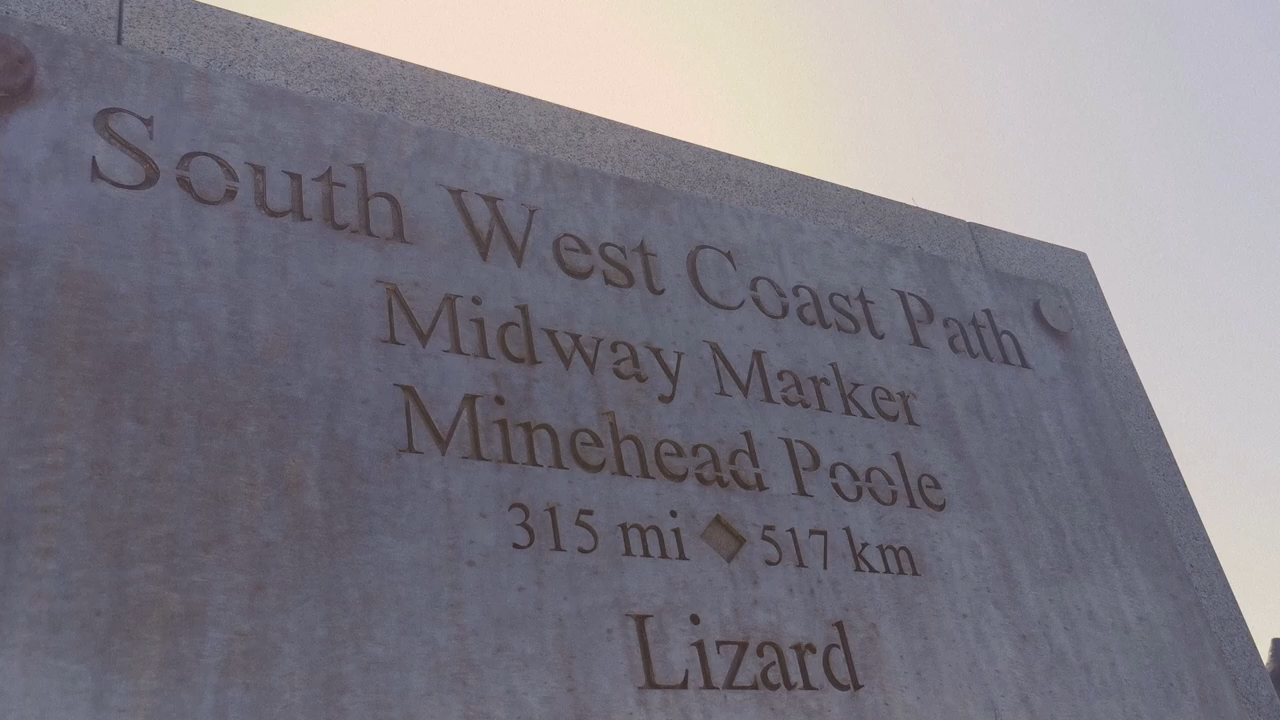 South West Coast Path
Midway Marker
Minehead Poole
315 mi ◆ 517 km
Lizard